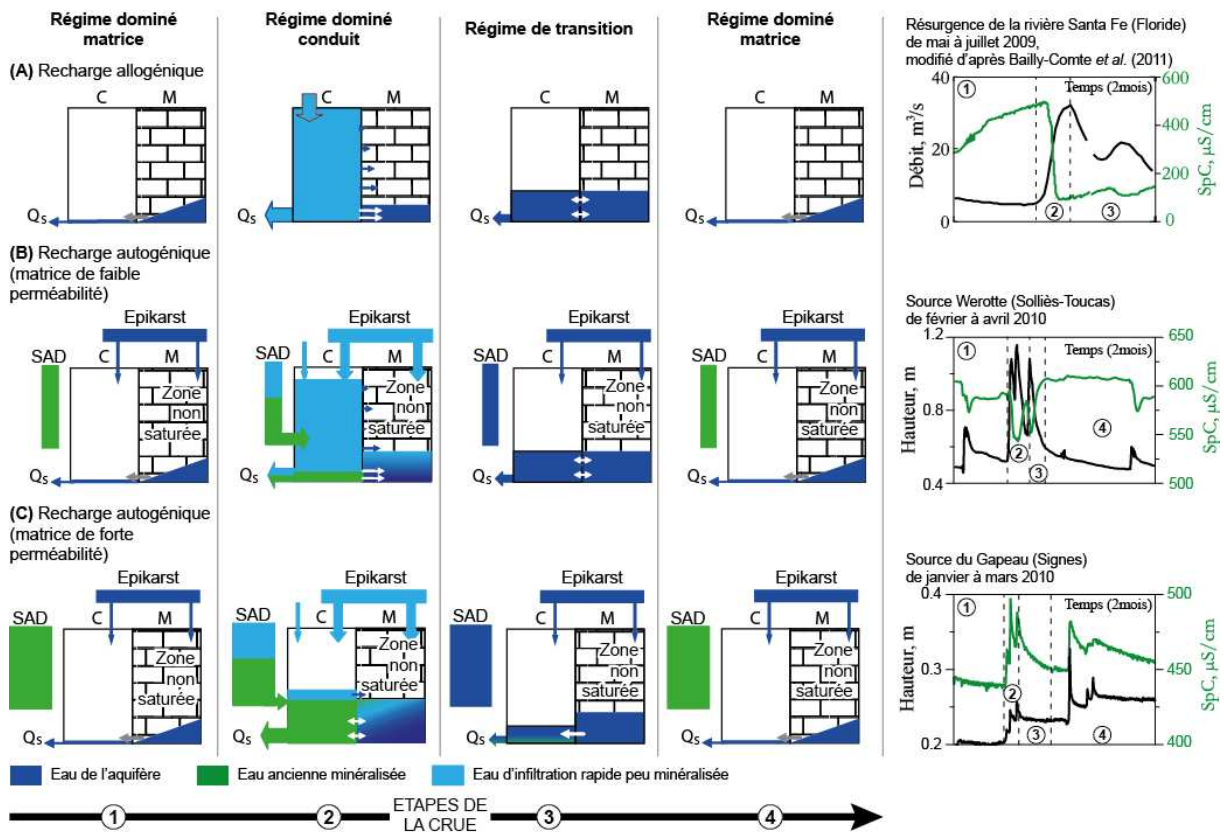 Régime dominé
matrice
Régime dominé
conduit
Régime de transition
Régime dominé
matrice
Résurgence de la rivière Santa Fe (Floride)
de mai à juillet 2009,
modifié d'après Bailly-Comte et al. (2011)
(A) Recharge allogénique
C M
C M
C M
C M
Qs
Qs
Qs
Qs
40
20
0
Débit, m³/s
600
400
200
0
SpC, µS/cm
Temps (2mois)
1
2
3
(B) Recharge autogénique
(matrice de faible
perméabilité)
Epikarst
SAD
C M
Zone
non
saturée
Qs
Epikarst
SAD
C M
Zone
non
saturée
Qs
Epikarst
SAD
C M
Zone
non
saturée
Qs
Epikarst
SAD
C M
Zone
non
saturée
Qs
Source Werotte (Solliès-Toucas)
de février à avril 2010
1.2
0.8
0.4
Hauteur, m
650
600
550
500
SpC, µS/cm
Temps (2mois)
1
2
3
4
(C) Recharge autogénique
(matrice de forte
perméabilité)
Epikarst
SAD
C M
Zone
non
saturée
Qs
Epikarst
SAD
C M
Zone
non
saturée
Qs
Epikarst
SAD
C M
Zone
non
saturée
Qs
Epikarst
SAD
C M
Zone
non
saturée
Qs
Source du Gapeau (Signes)
de janvier à mars 2010
0.4
0.3
0.2
Hauteur, m
500
450
400
SpC, µS/cm
Temps (2mois)
1
2
3
4
Eau de l'aquifère
Eau ancienne minéralisée
Eau d'infiltration rapide peu minéralisée
1
2
ETAPES DE
LA CRUE
3
4